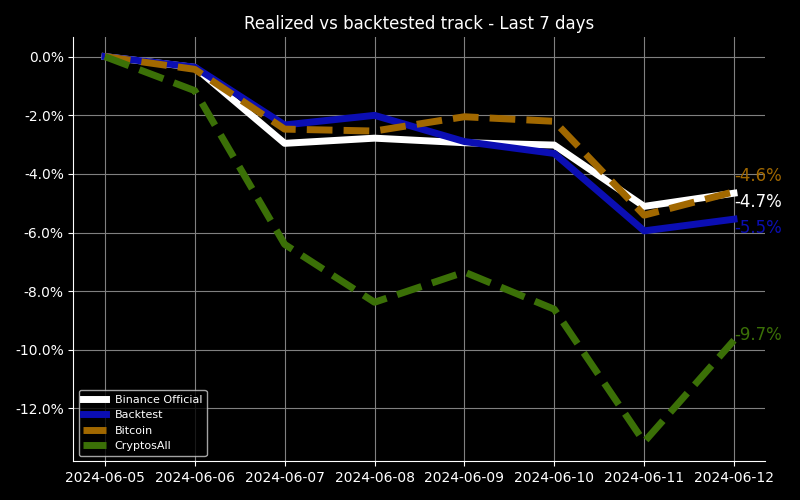 Realized vs backtested track - Last 7 days
0.0%
-2.0%
-4.0%
-6.0%
-8.0%
-10.0%
-12.0%
-4.6%
-4.7%
-5.5%
-9.7%
Binance Official
Backtest
Bitcoin
CryptosAll
2024-06-05 2024-06-06 2024-06-07 2024-06-08 2024-06-09 2024-06-10 2024-06-11 2024-06-12